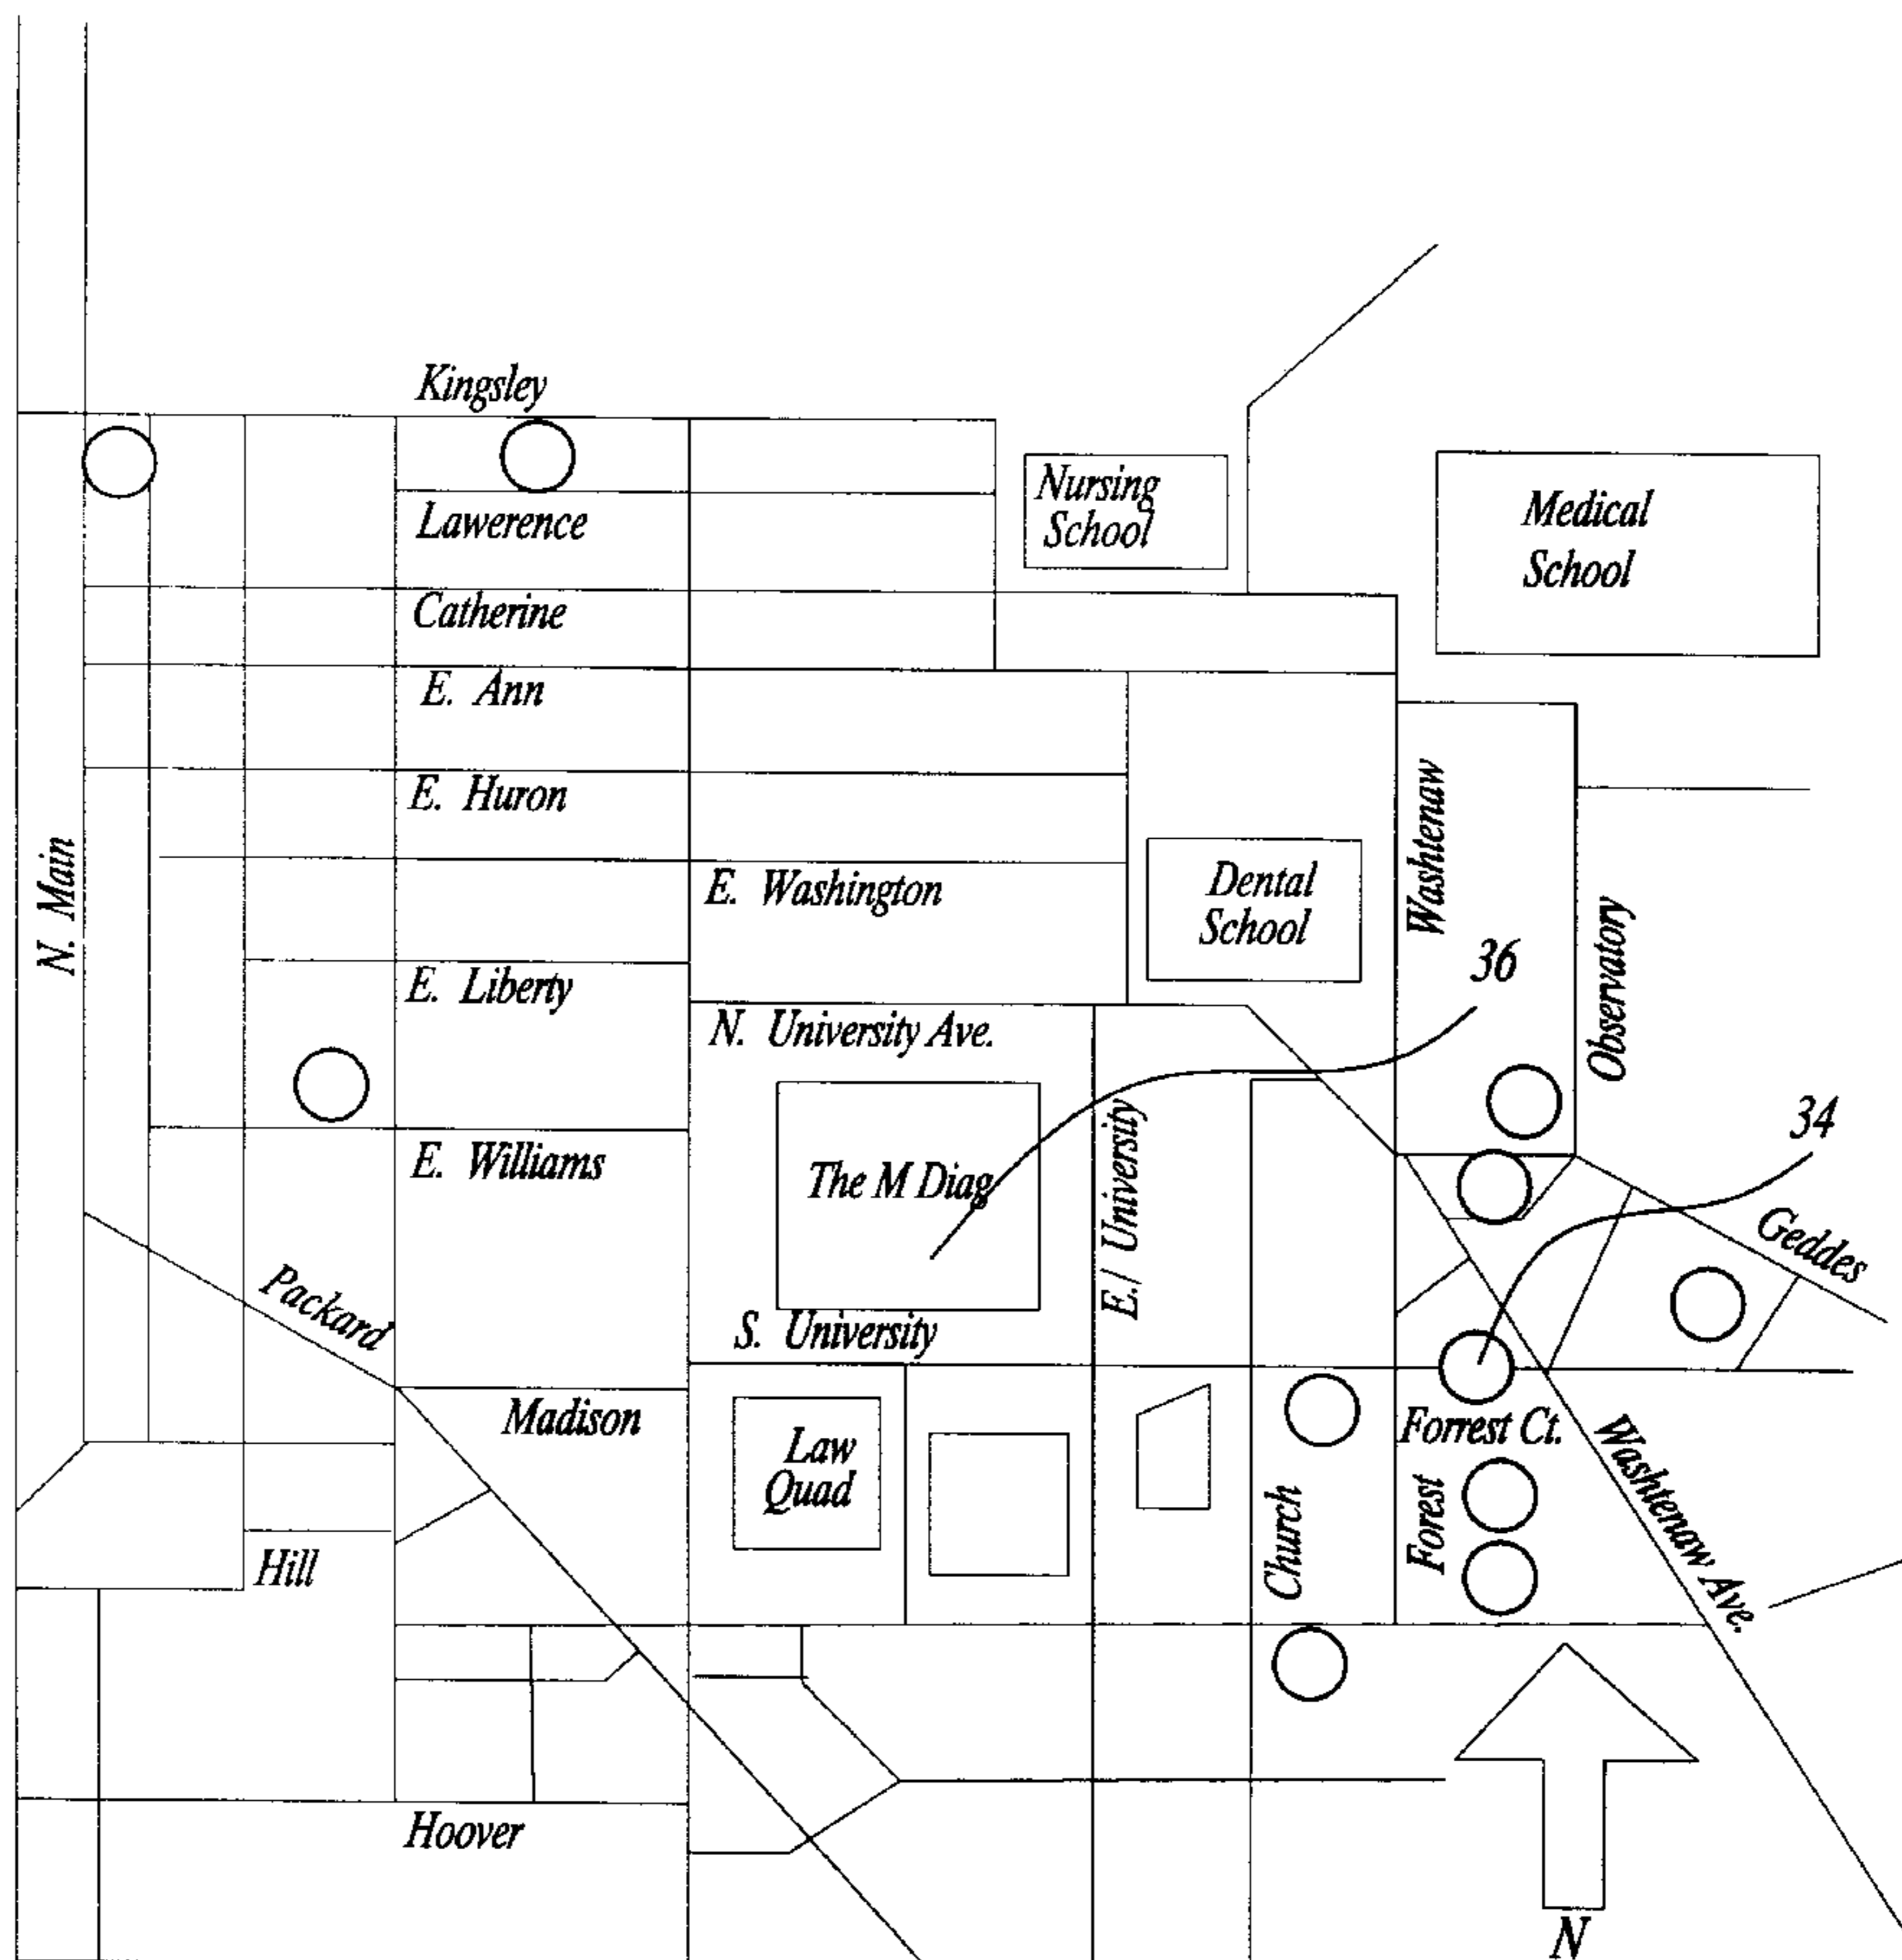 Kingsley
Nursing
School
Medical
School
Lawerence
Catherine
E. Ann
E. Huron
Washtenaw
N. Main
E. Washington
Dental
School
Observatory
36
E. Liberty
N. University Ave.
34
The M Diag
E. University
E. Williams
Geddes
Packard
S. University
Madison
Law
Quad
Forrest Ct.
Washtenaw Ave.
Church
Forest
Hill
Hoover
N